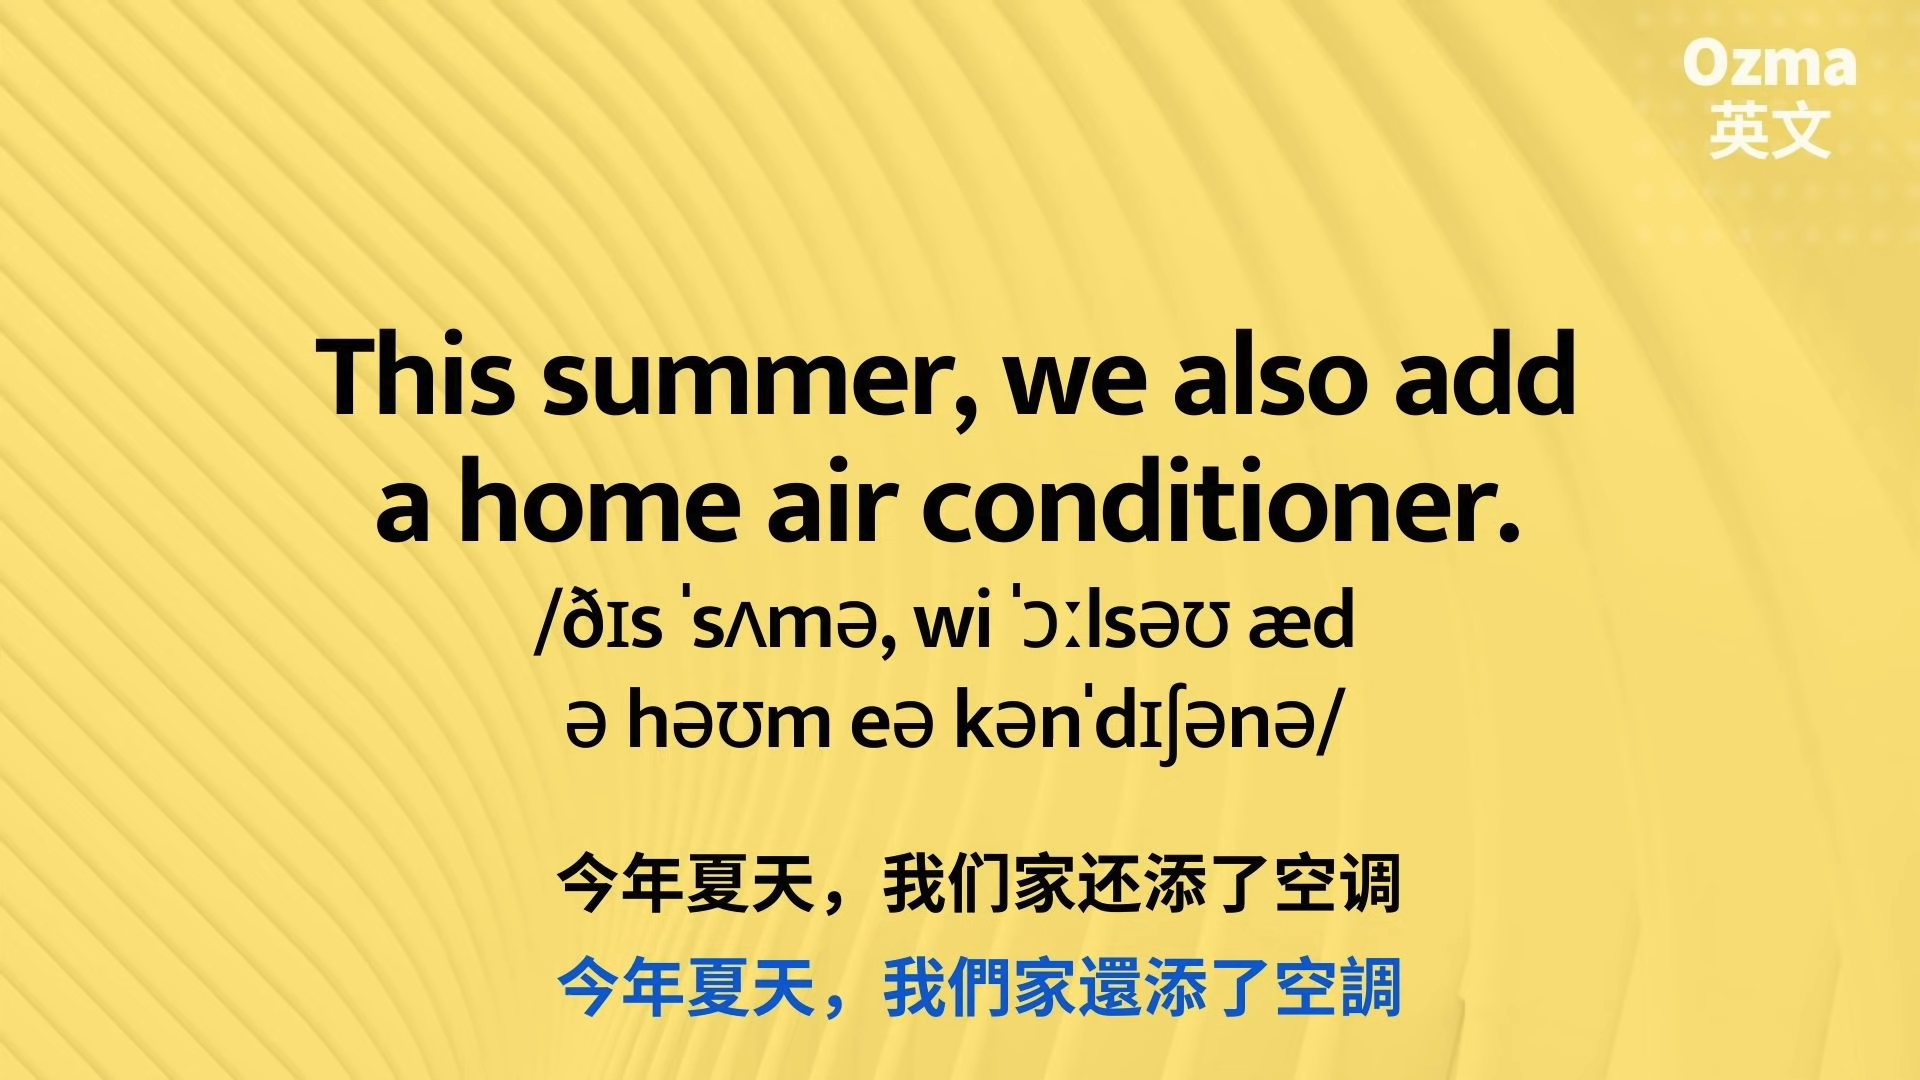 Ozma
英文
This summer, we also add
a home air conditioner.
/ðɪs ˈsʌmə, wi ˈɔːlsəʊ æd
ə həʊm eə kənˈdɪʃənə/
今年夏天，我们家还添了空调
今年夏天，我們家還添了空調